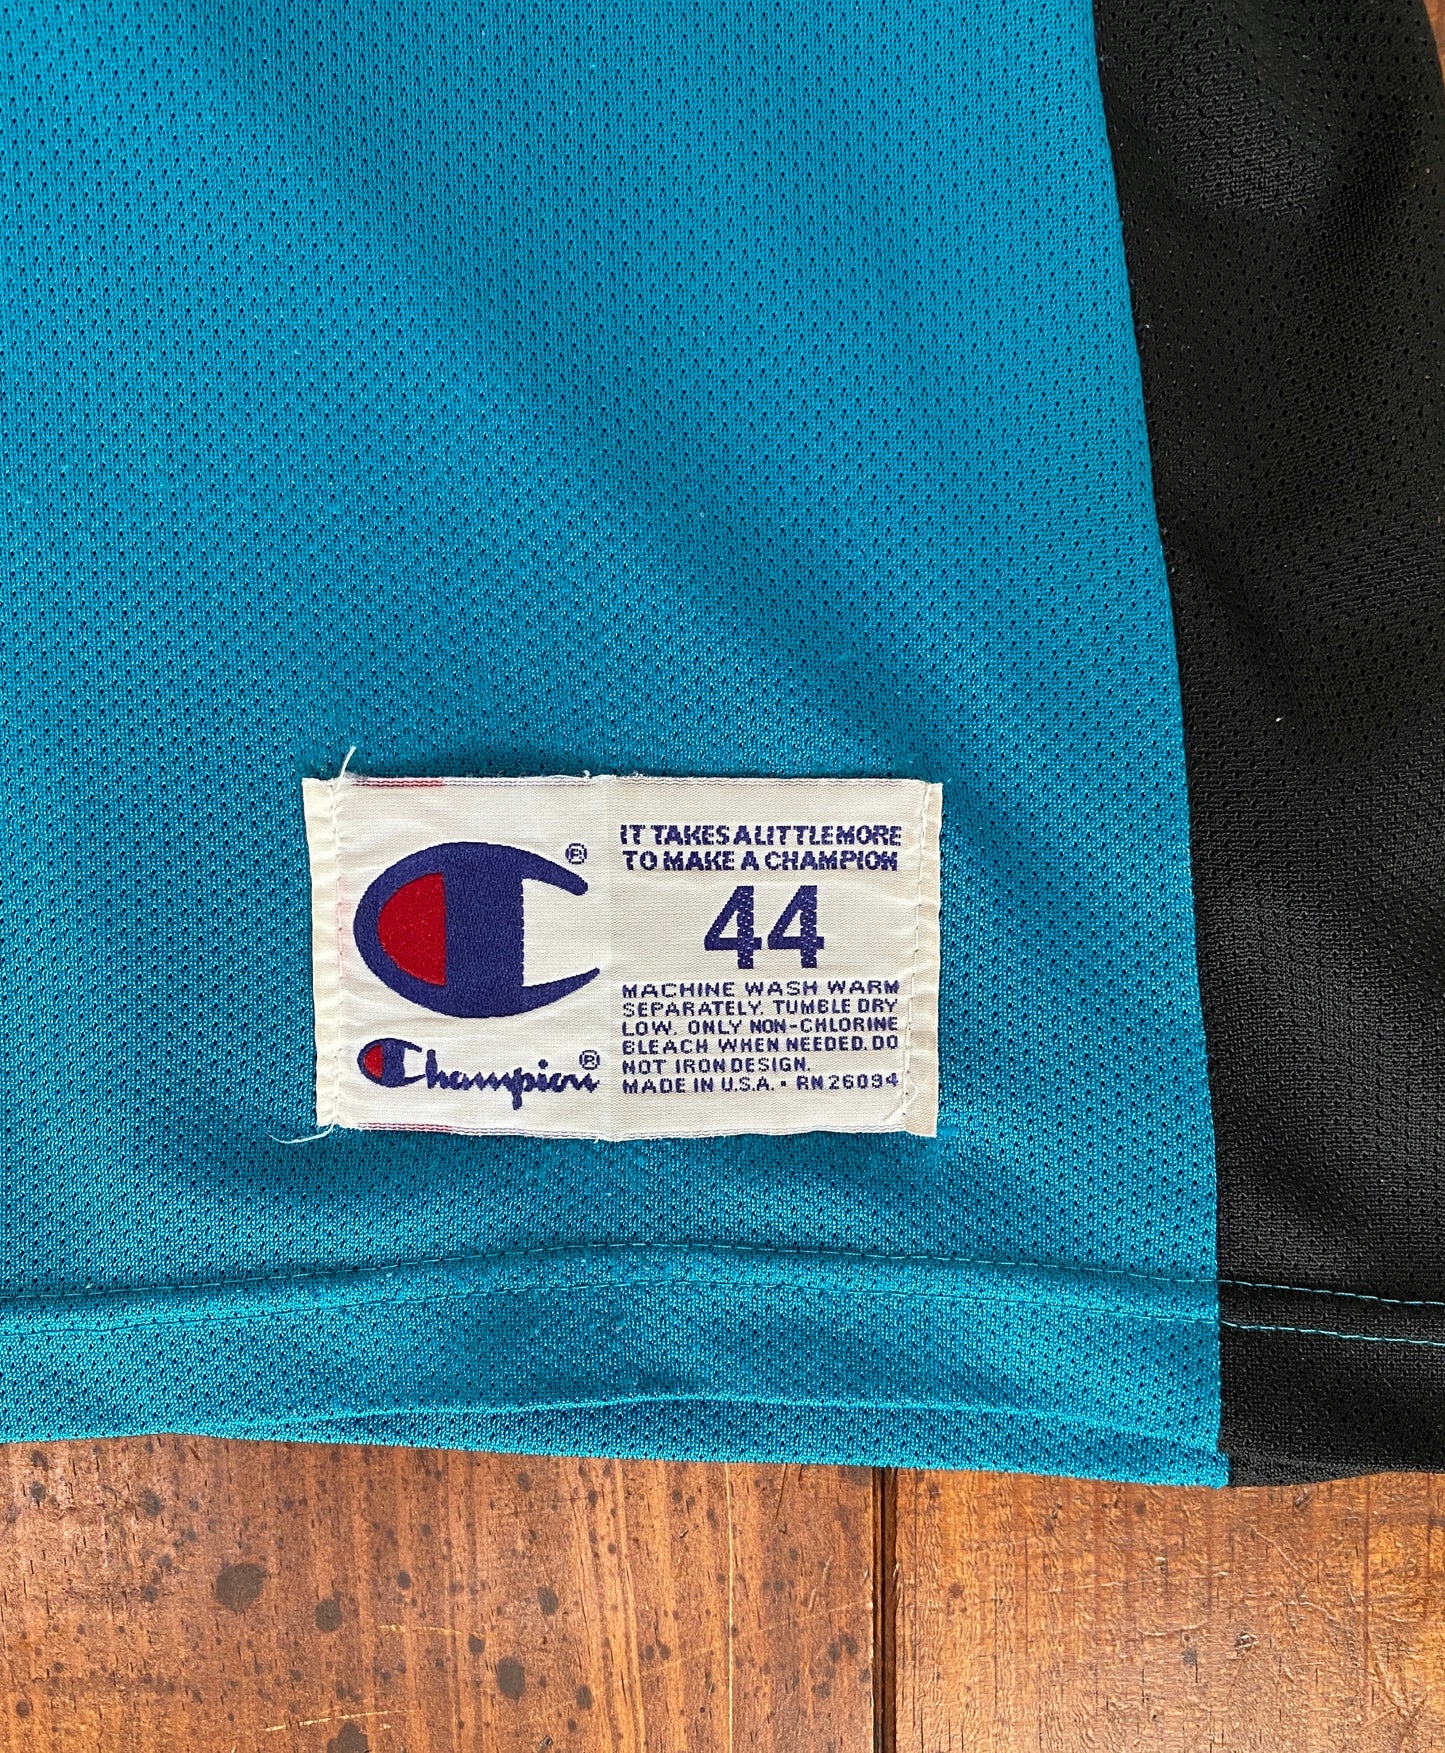 ®
Champion®
IT TAKES A LITTLE MORE
TO MAKE A CHAMPION
44
MACHINE WASH WARM
SEPARATELY. TUMBLE DRY
LOW. ONLY NON-CHLORINE
BLEACH WHEN NEEDED. DO
NOT IRON DESIGN.
MADE IN U.S.A. • RN 26094